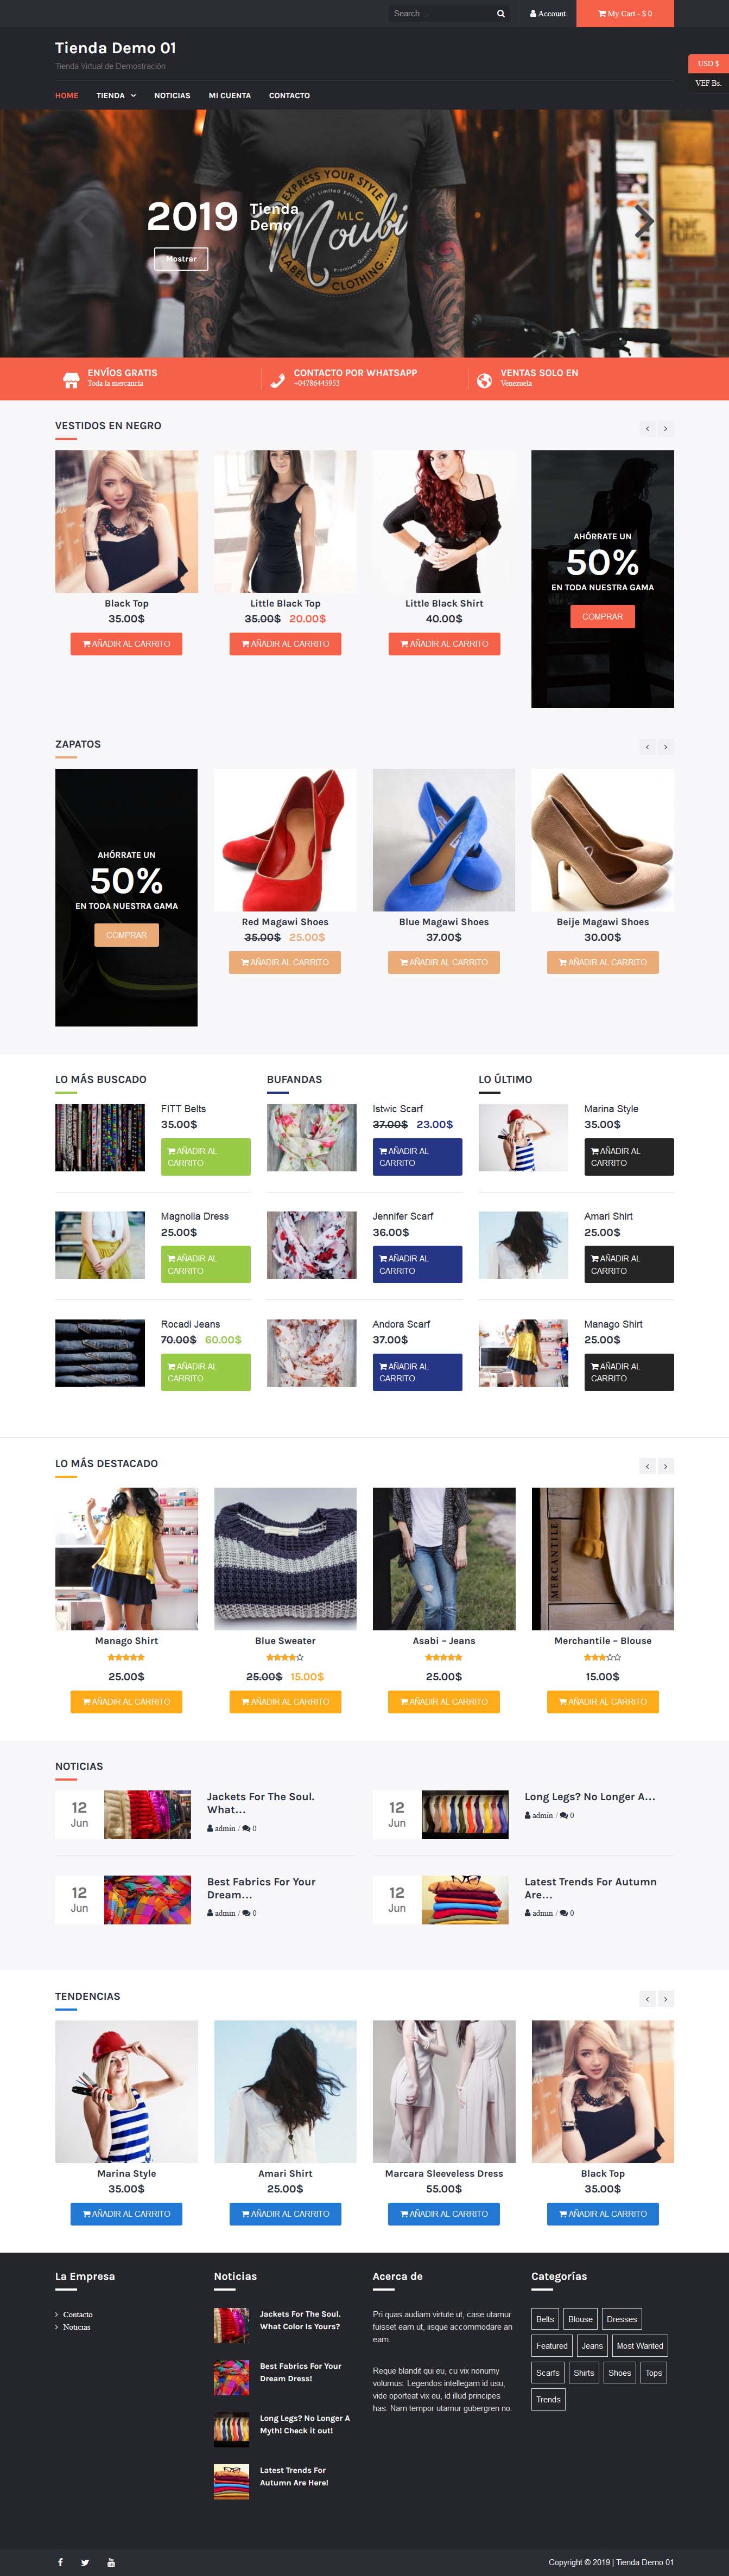 Search ...
Account
My Cart - $ 0
Tienda Demo 01
Tienda Virtual de Demostración
USD $
VEF Bs.
HOME TIENDA NOTICIAS MI CUENTA CONTACTO
EXPRESS YOUR STYLE
2017 Limited Edition
MLC
Moubi
Premium Quality
LABEL CLOTHING
2019
Tienda
Demo
Mostrar
ENVÍOS GRATIS
Toda la mercancia
CONTACTO POR WHATSAPP
+04786445953
VENTAS SOLO EN
Venezuela
VESTIDOS EN NEGRO
Black Top
35.00$
AÑADIR AL CARRITO
Little Black Top
35.00$ 20.00$
AÑADIR AL CARRITO
Little Black Shirt
40.00$
AÑADIR AL CARRITO
AHÓRRATE UN
50%
EN TODA NUESTRA GAMA
COMPRAR
ZAPATOS
AHÓRRATE UN
50%
EN TODA NUESTRA GAMA
COMPRAR
Red Magawi Shoes
35.00$ 25.00$
AÑADIR AL CARRITO
Blue Magawi Shoes
37.00$
AÑADIR AL CARRITO
Beije Magawi Shoes
30.00$
AÑADIR AL CARRITO
LO MÁS BUSCADO
FITT Belts
35.00$
AÑADIR AL
CARRITO
Magnolia Dress
25.00$
AÑADIR AL
CARRITO
Rocadi Jeans
70.00$ 60.00$
AÑADIR AL
CARRITO
BUFANDAS
Istwic Scarf
37.00$ 23.00$
AÑADIR AL
CARRITO
Jennifer Scarf
36.00$
AÑADIR AL
CARRITO
Andora Scarf
37.00$
AÑADIR AL
CARRITO
LO ÚLTIMO
Marina Style
35.00$
AÑADIR AL
CARRITO
Amari Shirt
25.00$
AÑADIR AL
CARRITO
Manago Shirt
25.00$
AÑADIR AL
CARRITO
LO MÁS DESTACADO
Manago Shirt
25.00$
AÑADIR AL CARRITO
Blue Sweater
25.00$ 15.00$
AÑADIR AL CARRITO
Asabi – Jeans
25.00$
AÑADIR AL CARRITO
MERCANTILE
Merchantile – Blouse
15.00$
AÑADIR AL CARRITO
NOTICIAS
12
Jun
Jackets For The Soul.
What…
admin / 0
12
Jun
Long Legs? No Longer A…
admin / 0
12
Jun
Best Fabrics For Your
Dream…
admin / 0
12
Jun
Latest Trends For Autumn
Are…
admin / 0
TENDENCIAS
Marina Style
35.00$
AÑADIR AL CARRITO
Amari Shirt
25.00$
AÑADIR AL CARRITO
Marcara Sleeveless Dress
55.00$
AÑADIR AL CARRITO
Black Top
35.00$
AÑADIR AL CARRITO
La Empresa
Contacto
Noticias
Noticias
Jackets For The Soul.
What Color Is Yours?
Best Fabrics For Your
Dream Dress!
Long Legs? No Longer A
Myth! Check it out!
Latest Trends For
Autumn Are Here!
Acerca de
Pri quas audiam virtute ut, case utamur
fuisset eam ut, iisque accommodare an
eam.
Reque blandit qui eu, cu vix nonumy
volumus. Legendos intellegam id usu,
vide oporteat vix eu, id illud principes
has. Nam tempor utamur gubergren no.
Categorías
Belts Blouse Dresses
Featured Jeans Most Wanted
Scarfs Shirts Shoes Tops
Trends
Copyright © 2019 | Tienda Demo 01